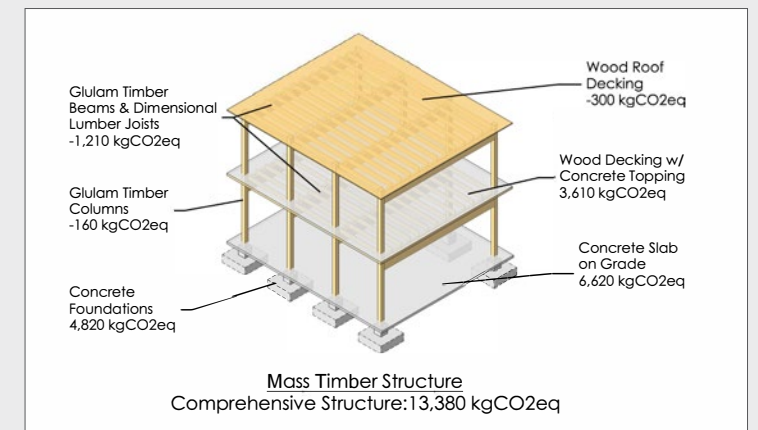 Glulam Timber
Beams & Dimensional
Lumber Joists
-1,210 kgCO2eq
Glulam Timber
Columns
-160 kgCO2eq
Concrete
Foundations
4,820 kgCO2eq
Wood Roof
Decking
-300 kgCO2eq
Wood Decking w/
Concrete Topping
3,610 kgCO2eq
Concrete Slab
on Grade
6,620 kgCO2eq
Mass Timber Structure
Comprehensive Structure:13,380 kgCO2eq